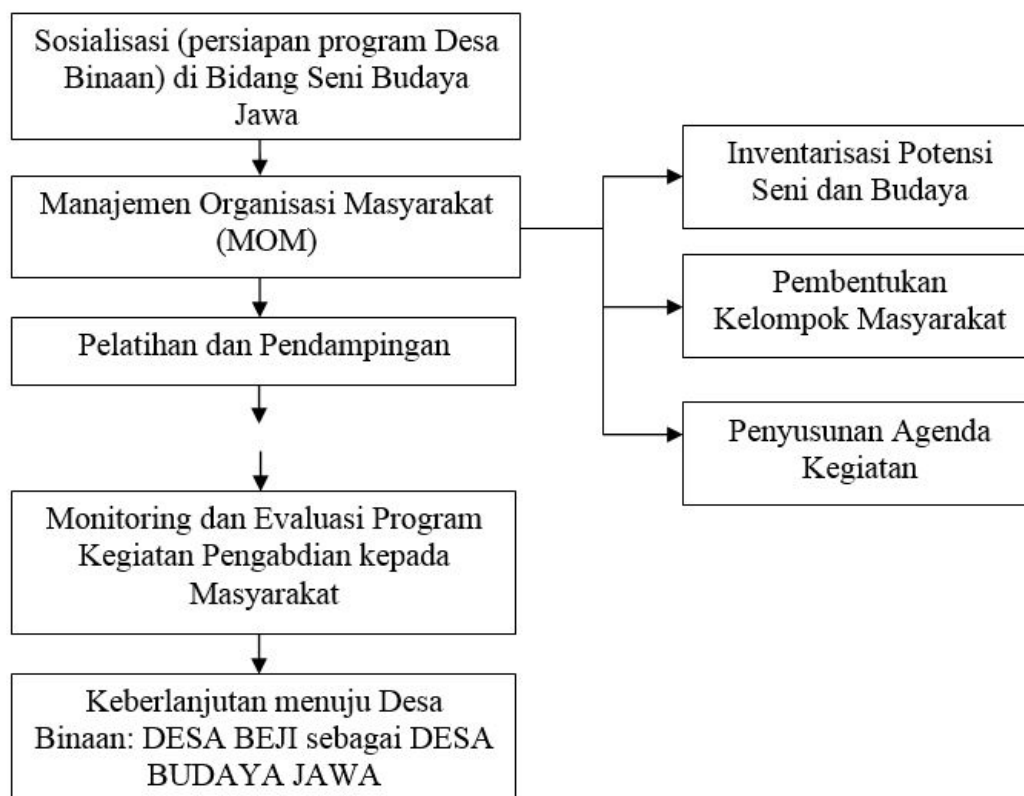 Sosialisasi (persiapan program Desa
Binaan) di Bidang Seni Budaya
Jawa
Manajemen Organisasi Masyarakat
(MOM)
Pelatihan dan Pendampingan
Monitoring dan Evaluasi Program
Kegiatan Pengabdian kepada
Masyarakat
Keberlanjutan menuju Desa
Binaan: DESA BEJI sebagai DESA
BUDAYA JAWA
Inventarisasi Potensi
Seni dan Budaya
Pembentukan
Kelompok Masyarakat
Penyusunan Agenda
Kegiatan